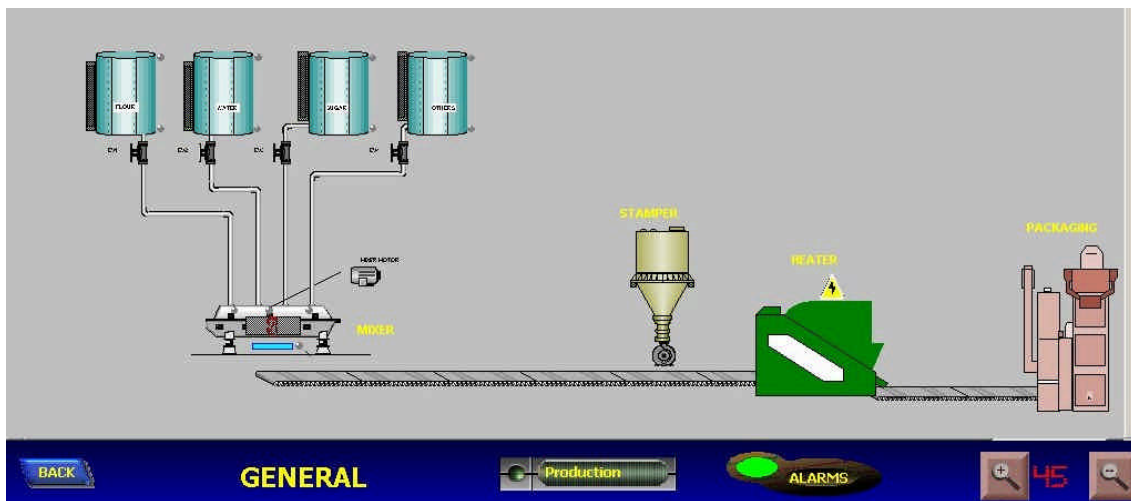 FLOUR
WATER
SUGAR
OTHERS
STAMPER
PACKAGING
HEATER
MIXER
BACK
GENERAL
Production
ALARMS
45